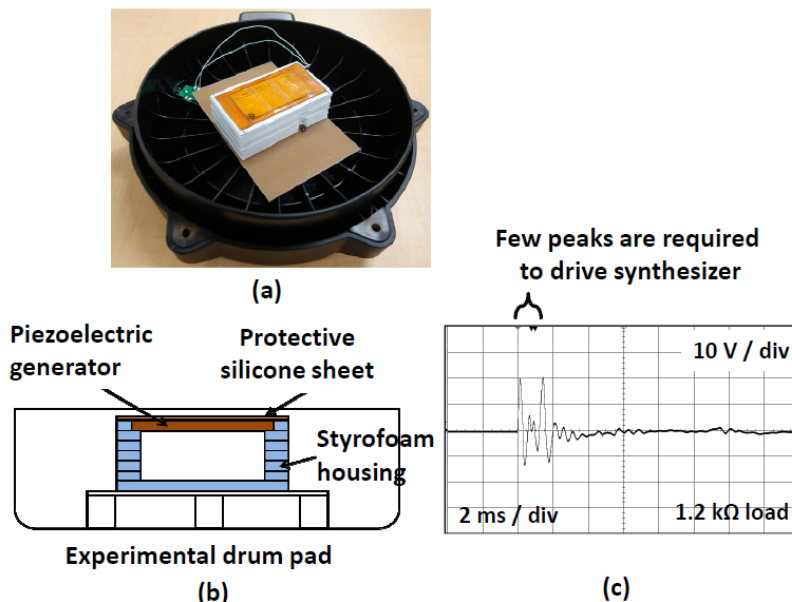 (a)
Piezoelectric
generator
Protective
silicone sheet
Styrofoam
housing
Experimental drum pad
(b)
Few peaks are required
to drive synthesizer
10 V / div
2 ms / div
1.2 kΩ load
(c)